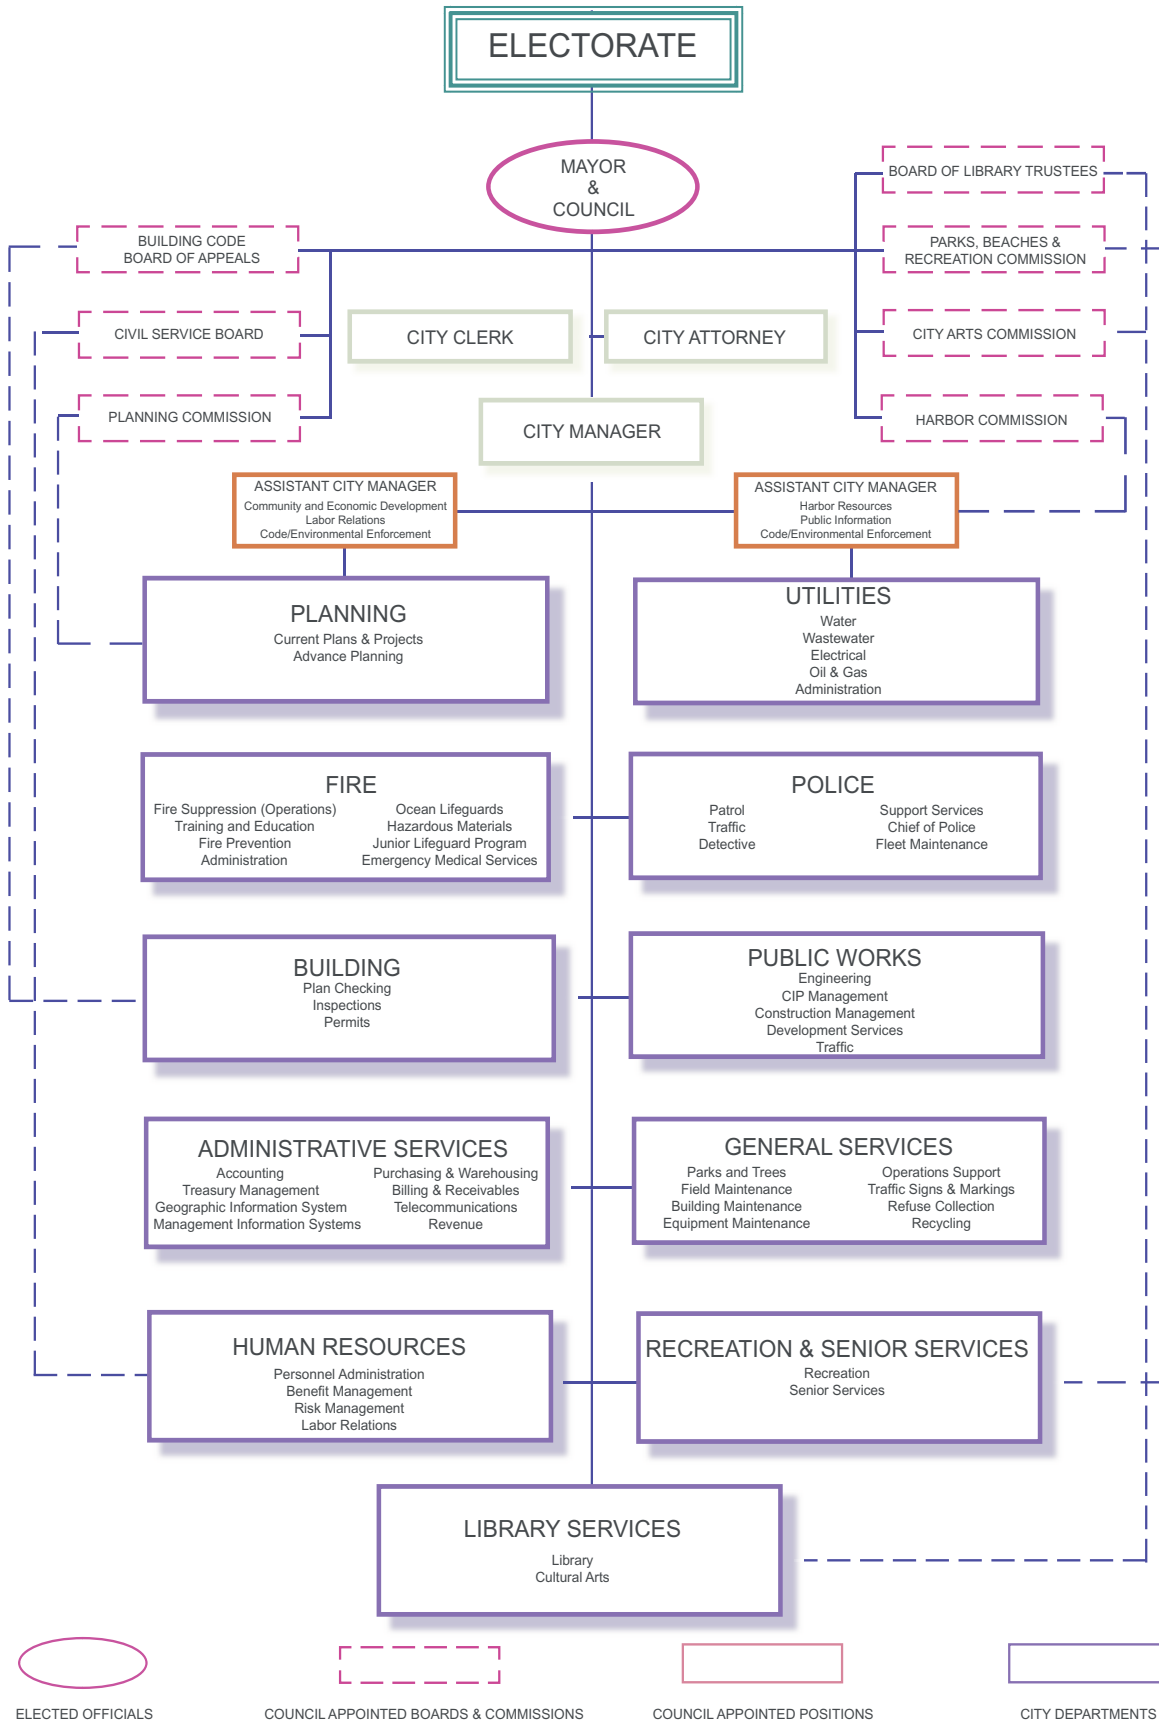 ELECTORATE
MAYOR
&
COUNCIL
BOARD OF LIBRARY TRUSTEES
BUILDING CODE
BOARD OF APPEALS
PARKS, BEACHES &
RECREATION COMMISSION
CIVIL SERVICE BOARD
CITY CLERK
CITY ATTORNEY
CITY ARTS COMMISSION
PLANNING COMMISSION
CITY MANAGER
HARBOR COMMISSION
ASSISTANT CITY MANAGER
Community and Economic Development
Labor Relations
Code/Environmental Enforcement
ASSISTANT CITY MANAGER
Harbor Resources
Public Information
Code/Environmental Enforcement
PLANNING
Current Plans & Projects
Advance Planning
UTILITIES
Water
Wastewater
Electrical
Oil & Gas
Administration
FIRE
Fire Suppression (Operations)
Training and Education
Fire Prevention
Administration
Ocean Lifeguards
Hazardous Materials
Junior Lifeguard Program
Emergency Medical Services
POLICE
Patrol
Traffic
Detective
Support Services
Chief of Police
Fleet Maintenance
BUILDING
Plan Checking
Inspections
Permits
PUBLIC WORKS
Engineering
CIP Management
Construction Management
Development Services
Traffic
ADMINISTRATIVE SERVICES
Accounting
Treasury Management
Geographic Information System
Management Information Systems
Purchasing & Warehousing
Billing & Receivables
Telecommunications
Revenue
GENERAL SERVICES
Parks and Trees
Field Maintenance
Building Maintenance
Equipment Maintenance
Operations Support
Traffic Signs & Markings
Refuse Collection
Recycling
HUMAN RESOURCES
Personnel Administration
Benefit Management
Risk Management
Labor Relations
RECREATION & SENIOR SERVICES
Recreation
Senior Services
LIBRARY SERVICES
Library
Cultural Arts
ELECTED OFFICIALS
COUNCIL APPOINTED BOARDS & COMMISSIONS
COUNCIL APPOINTED POSITIONS
CITY DEPARTMENTS